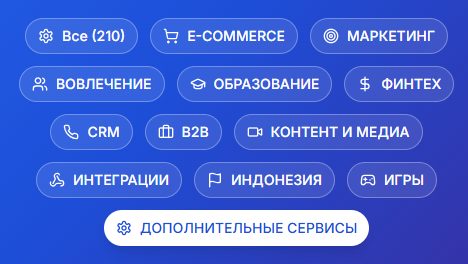 Все (210) E-COMMERCE МАРКЕТИНГ
ВОВЛЕЧЕНИЕ ОБРАЗОВАНИЕ ФИНТЕХ
CRM B2B КОНТЕНТ И МЕДИА
ИНТЕГРАЦИИ ИНДОНЕЗИЯ ИГРЫ
ДОПОЛНИТЕЛЬНЫЕ СЕРВИСЫ